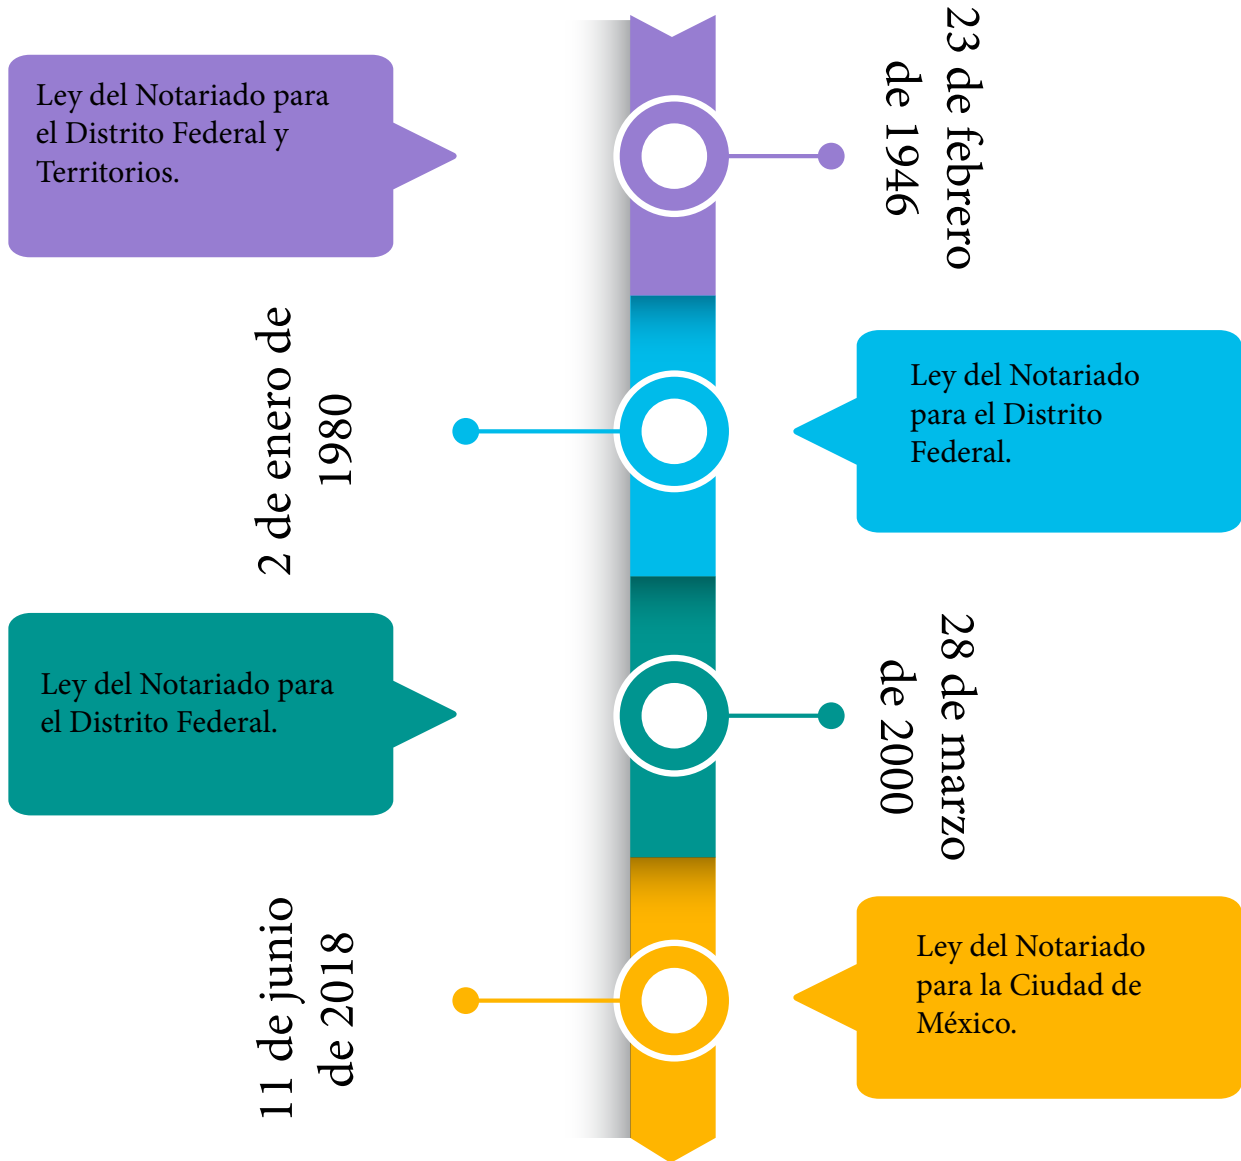 Ley del Notariado para
el Distrito Federal y
Territorios.
23 de febrero
de 1946
2 de enero de
1980
Ley del Notariado
para el Distrito
Federal.
Ley del Notariado para
el Distrito Federal.
28 de marzo
de 2000
11 de junio
de 2018
Ley del Notariado
para la Ciudad de
México.